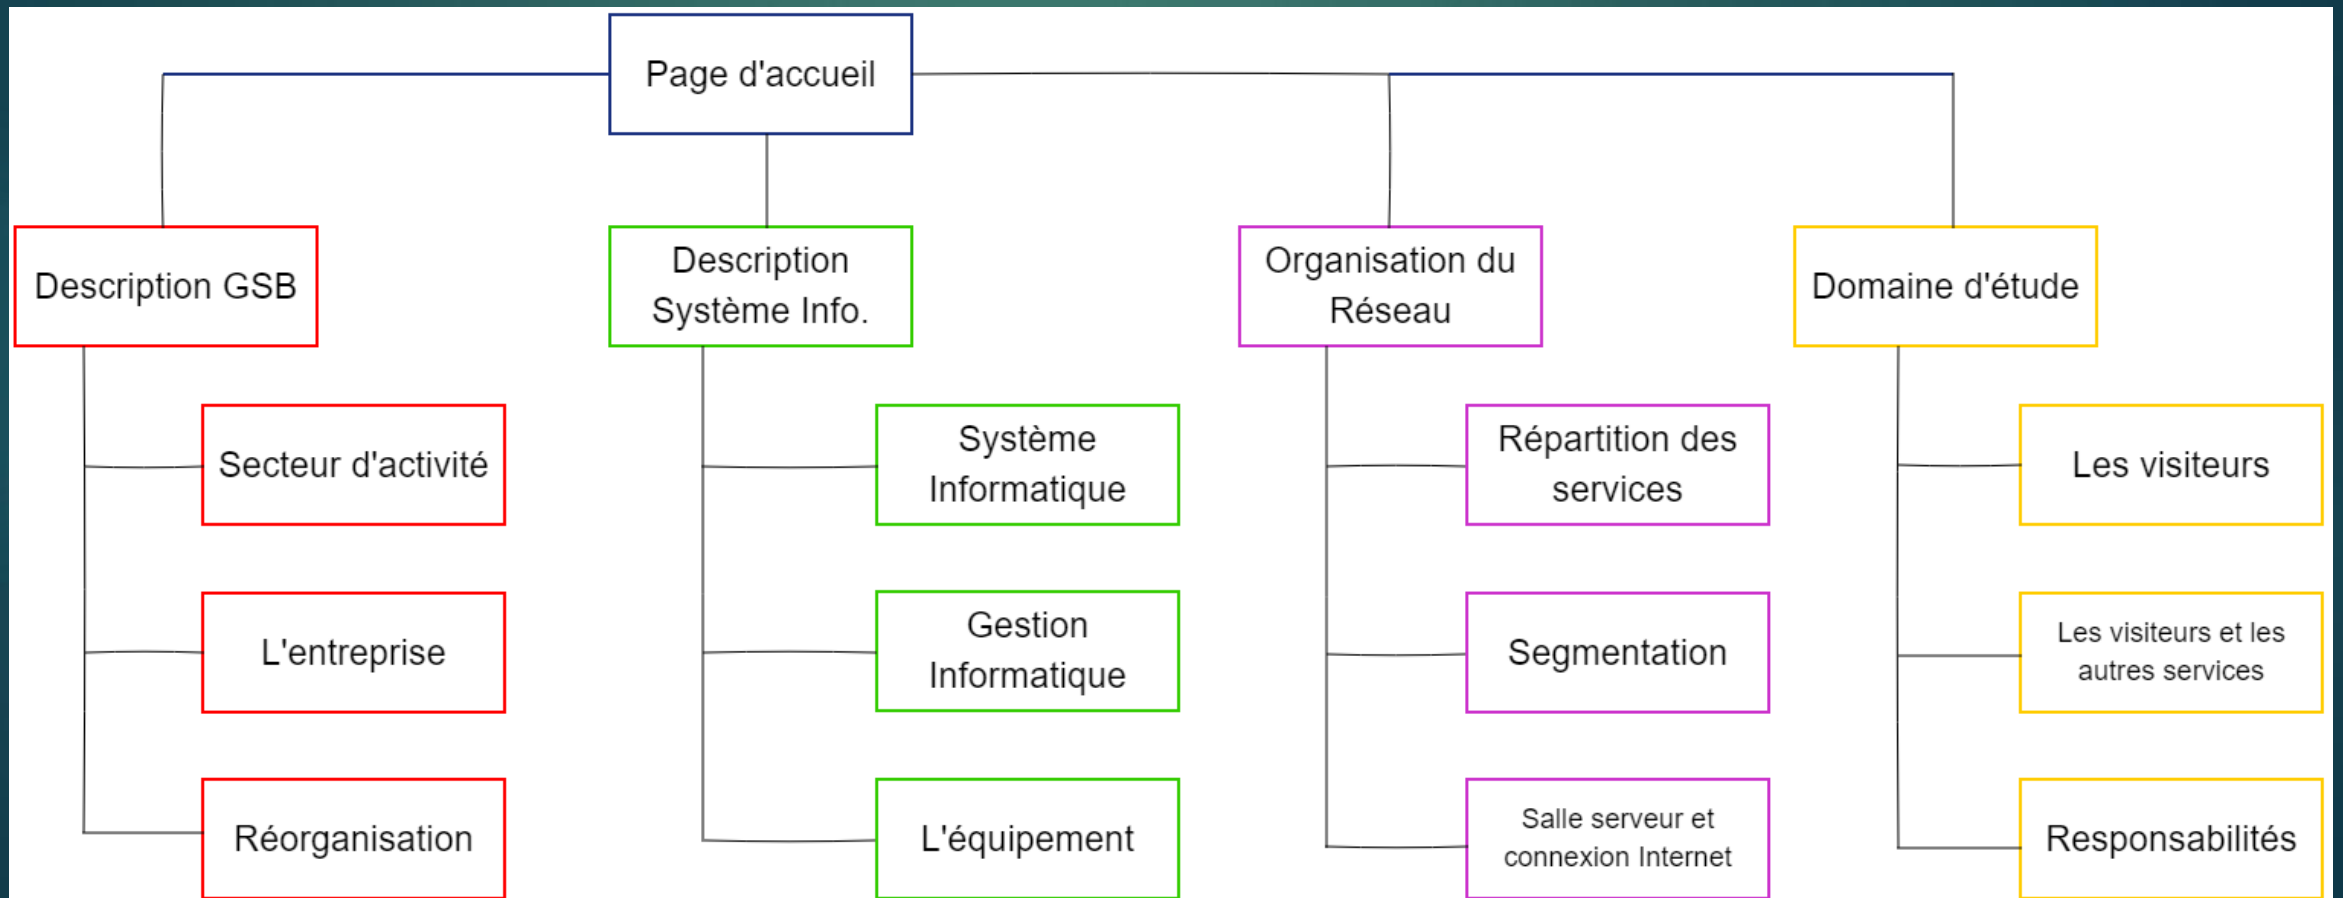 Page d'accueil
Description GSB
Description
Système Info.
Organisation du
Réseau
Domaine d'étude
Secteur d'activité
Système
Informatique
Répartition des
services
Les visiteurs
L'entreprise
Gestion
Informatique
Segmentation
Les visiteurs et les
autres services
Réorganisation
L'équipement
Salle serveur et
connexion Internet
Responsabilités